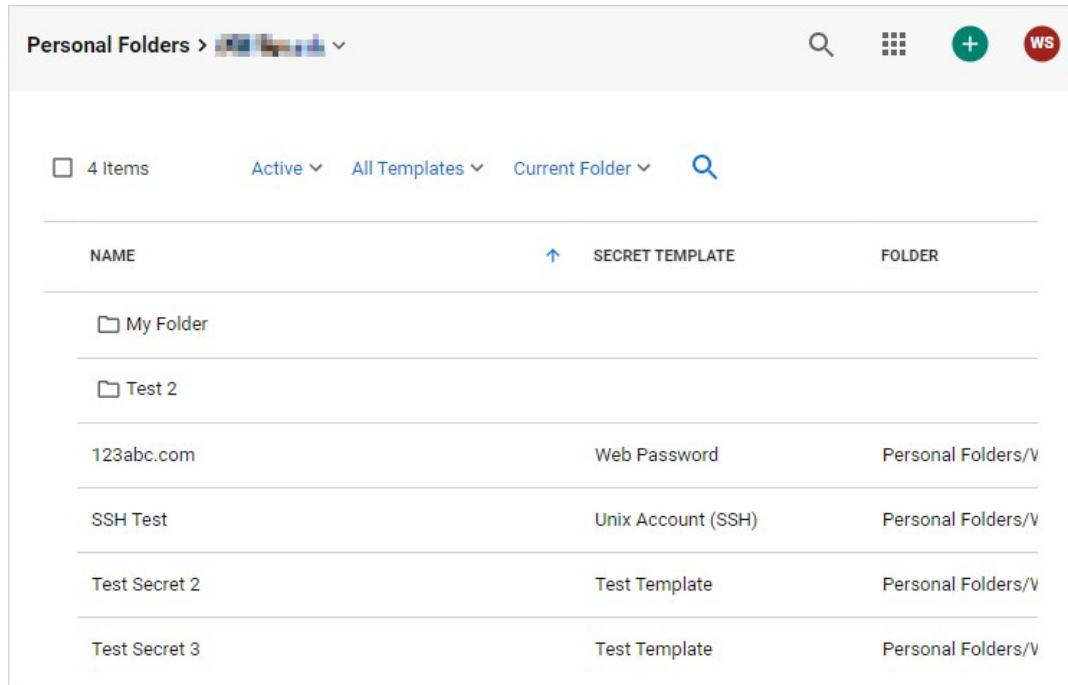 Personal Folders >
WS
4 Items Active All Templates Current Folder
NAME SECRET TEMPLATE FOLDER
My Folder
Test 2
123abc.com Web Password Personal Folders/
SSH Test Unix Account (SSH) Personal Folders/
Test Secret 2 Test Template Personal Folders/
Test Secret 3 Test Template Personal Folders/